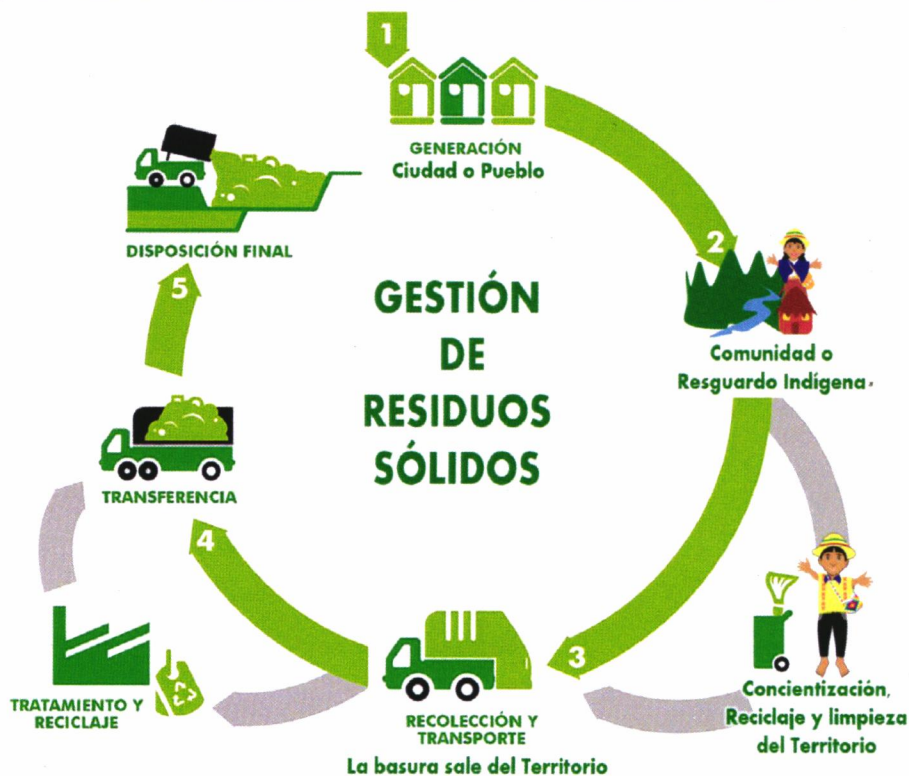 1
GENERACIÓN
Ciudad o Pueblo
2
Comunidad o
Resguardo Indígena.
Concientización,
Reciclaje y limpieza
del Territorio
3
RECOLECCIÓN Y
TRANSPORTE
La basura sale del Territorio
TRATAMIENTO Y
RECICLAJE
4
TRANSFERENCIA
5
DISPOSICIÓN FINAL
GESTIÓN
DE
RESIDUOS
SÓLIDOS